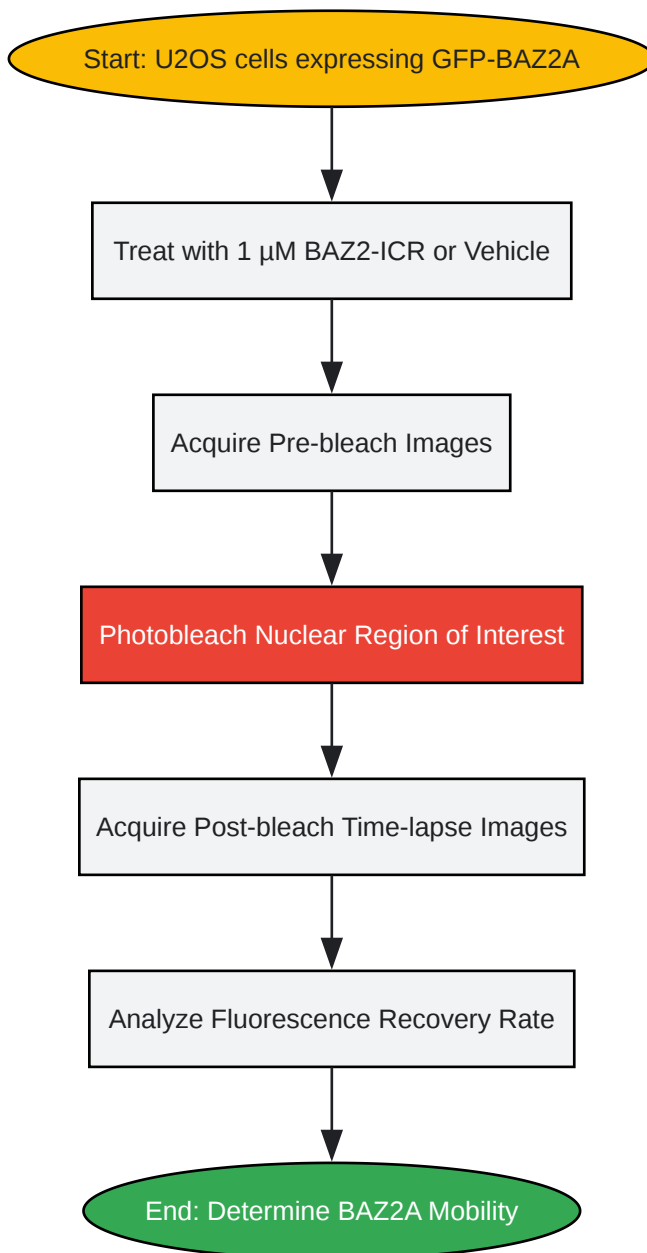 Start: U2OS cells expressing GFP-BAZ2A
Treat with 1 µM BAZ2-ICR or Vehicle
Acquire Pre-bleach Images
Photobleach Nuclear Region of Interest
Acquire Post-bleach Time-lapse Images
Analyze Fluorescence Recovery Rate
End: Determine BAZ2A Mobility